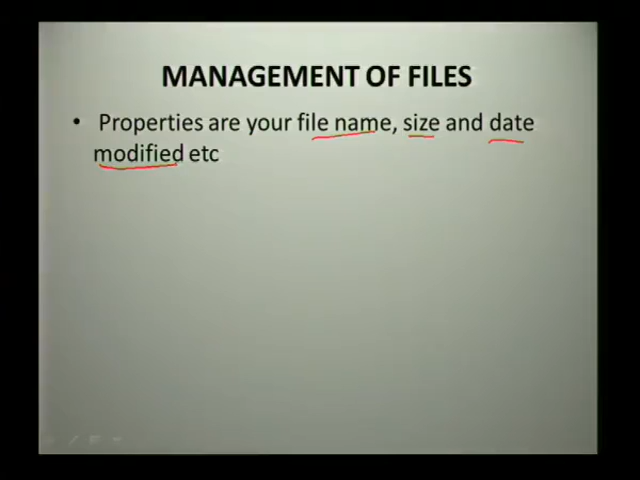 MANAGEMENT OF FILES
• Properties are your file name, size and date
modified etc